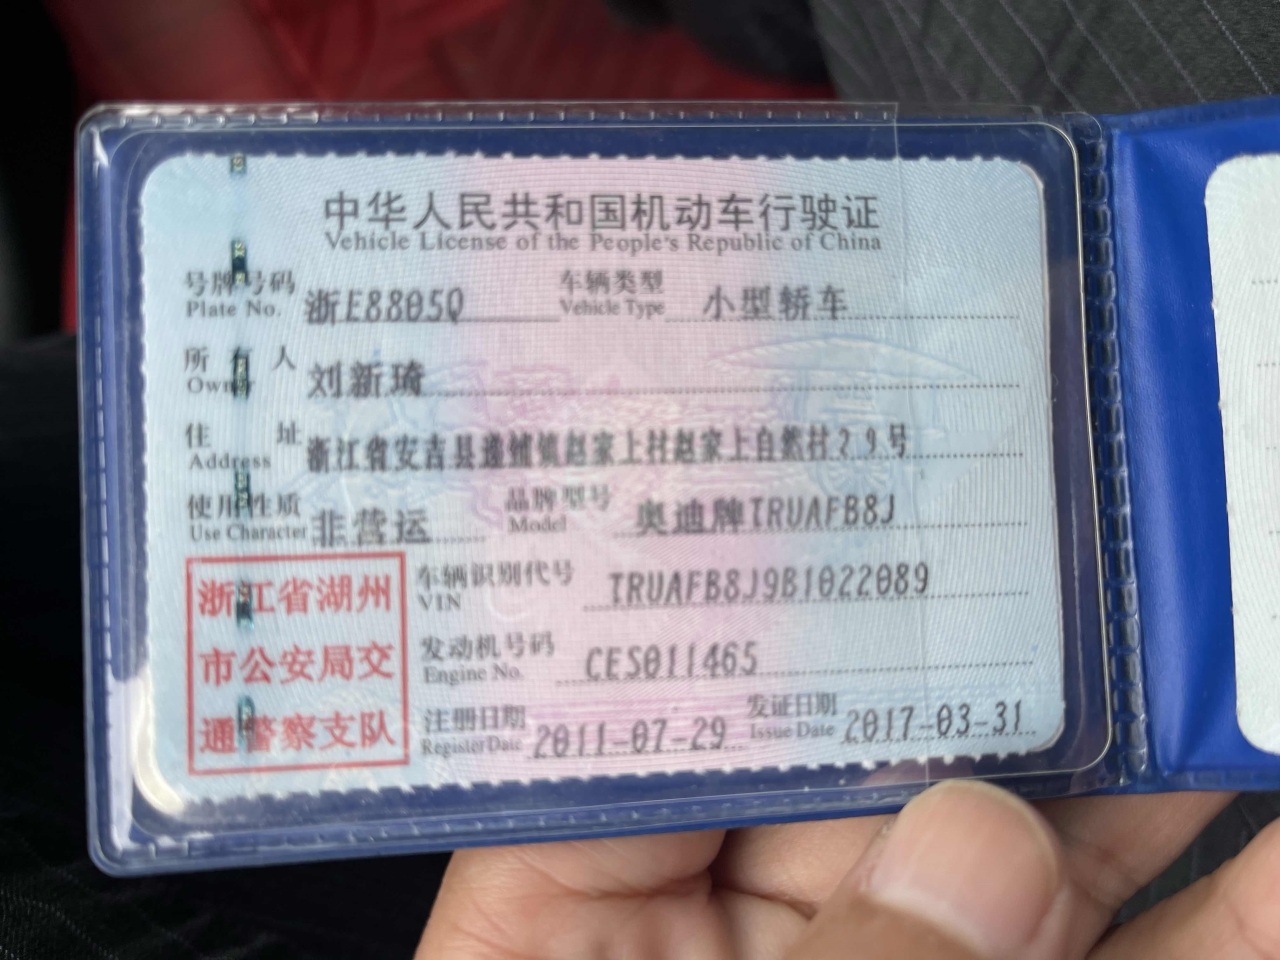 中华人民共和国机动车行驶证
Vehicle License of the People's Republic of China
号牌号码 浙E8805Q 车辆类型 小型轿车
Plate No. Vehicle Type
所有人 刘新琦
Owner
住址 浙江省安吉县递铺镇赵家上村赵家上自然村29号
Address
使用性质 非营运 品牌型号 奥迪牌TRUAFB8J
Use Character Model
浙江省湖州
市公安局交
通警察支队
车辆识别代号 TRUAFB8J9B1022089
VIN
发动机号码 CES011465
Engine No.
注册日期 2011-07-29 发证日期 2017-03-31
Register Date Issue Date